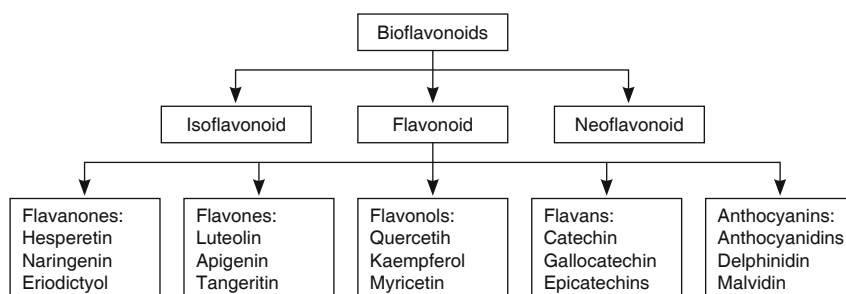 Bioflavonoids
Isoflavonoid
Flavonoid
Neoflavonoid
Flavanones:
Hesperetin
Naringenin
Eriodictyol
Flavones:
Luteolin
Apigenin
Tangeritin
Flavonols:
Quercetih
Kaempferol
Myricetin
Flavans:
Catechin
Gallocatechin
Epicatechins
Anthocyanins:
Anthocyanidins
Delphinidin
Malvidin